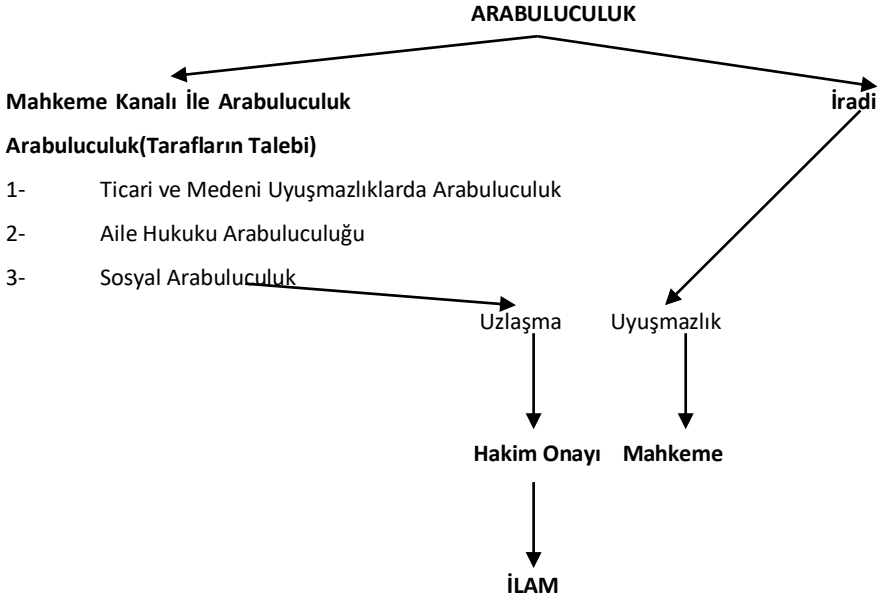 ARABULUCULUK
Mahkeme Kanalı İle Arabuluculuk İradi
Arabuluculuk(Tarafların Talebi)
1- Ticari ve Medeni Uyuşmazlıklarda Arabuluculuk
2- Aile Hukuku Arabuluculuğu
3- Sosyal Arabuluculuk
Uzlaşma Uyuşmazlık
Hakim Onayı Mahkeme
İLAM